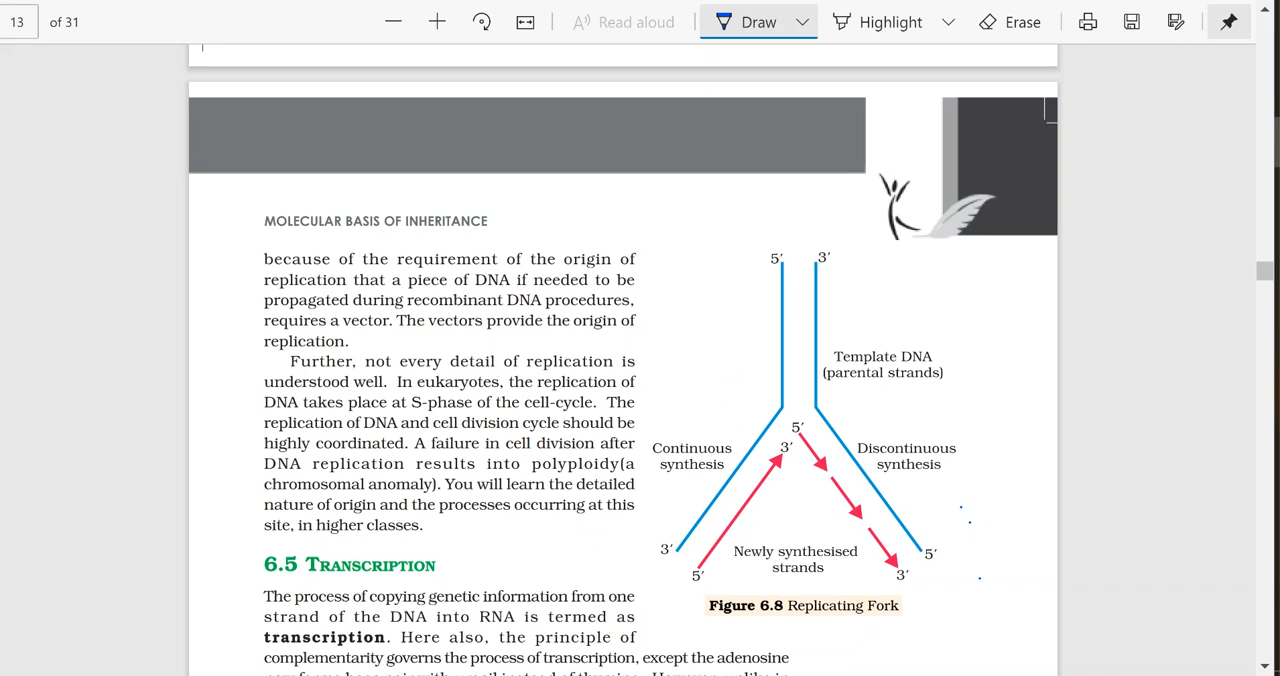 13 of 31
Read aloud
Draw
Highlight
Erase
MOLECULAR BASIS OF INHERITANCE
because of the requirement of the origin of
replication that a piece of DNA if needed to be
propagated during recombinant DNA procedures,
requires a vector. The vectors provide the origin of
replication.
Further, not every detail of replication is
understood well. In eukaryotes, the replication of
DNA takes place at S-phase of the cell-cycle. The
replication of DNA and cell division cycle should be
highly coordinated. A failure in cell division after
DNA replication results into polyploidy(a
chromosomal anomaly). You will learn the detailed
nature of origin and the processes occurring at this
site, in higher classes.
6.5 TRANSCRIPTION
The process of copying genetic information from one
strand of the DNA into RNA is termed as
transcription. Here also, the principle of
complementarity governs the process of transcription, except the adenosine
5′ 3′
Template DNA
(parental strands)
5′
3′
Continuous
synthesis
Discontinuous
synthesis
3′
5′
Newly synthesised
strands
5′
3′
Figure 6.8 Replicating Fork